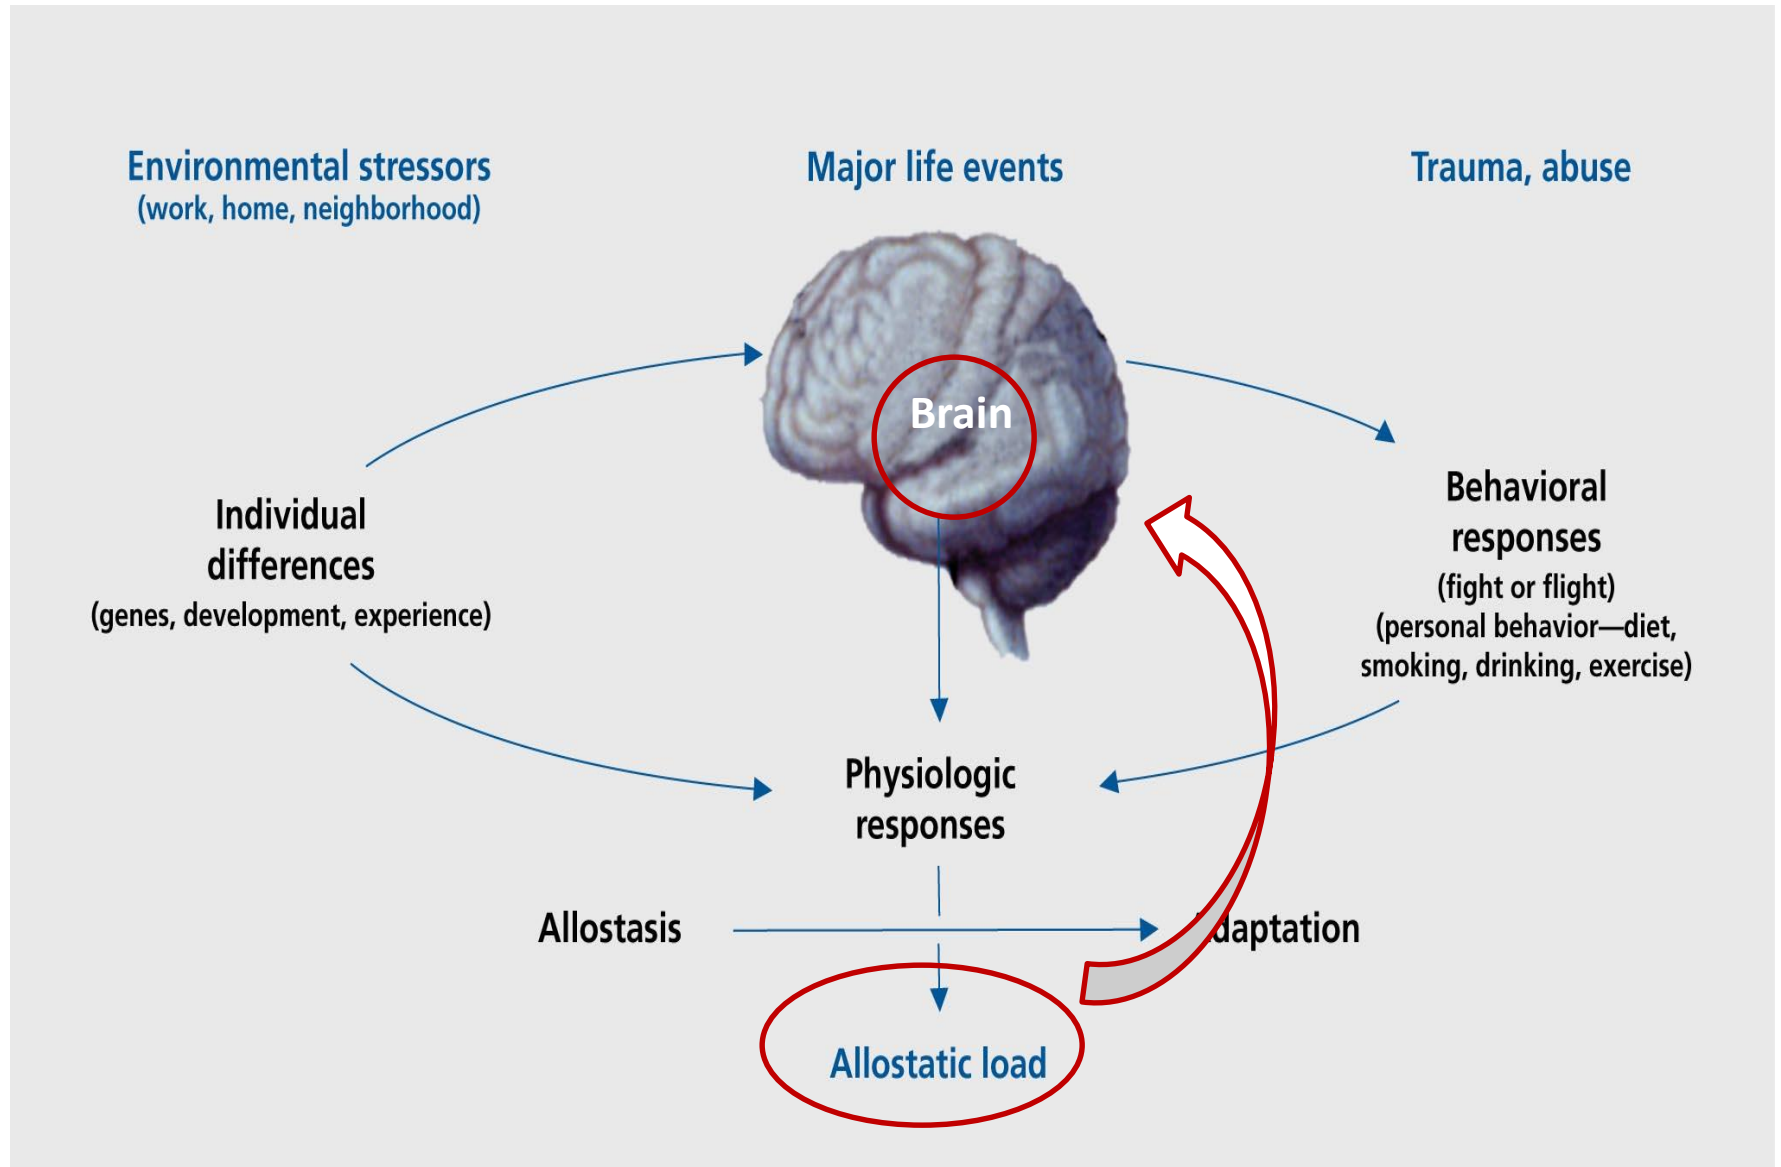 Environmental stressors
(work, home, neighborhood)
Major life events
Trauma, abuse
Brain
Individual
differences
(genes, development, experience)
Behavioral
responses
(fight or flight)
(personal behavior—diet,
smoking, drinking, exercise)
Physiologic
responses
Allostasis
Adaptation
Allostatic load